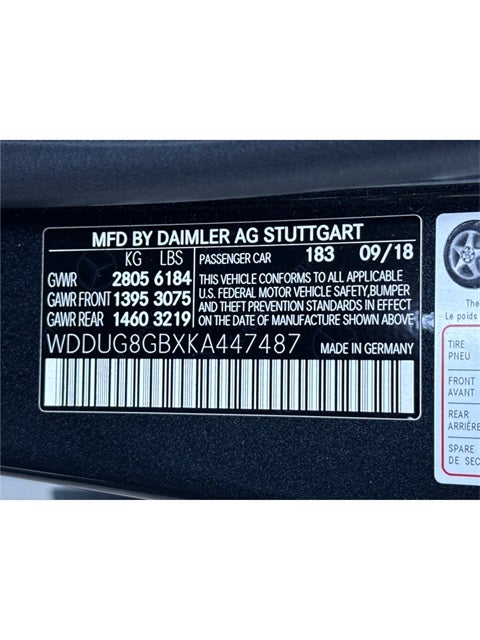 MFD BY DAIMLER AG STUTTGART
KG LBS
GVWR 2805 6184
GAWR FRONT 1395 3075
GAWR REAR 1460 3219
PASSENGER CAR 183 09/18
THIS VEHICLE CONFORMS TO ALL APPLICABLE
U.S. FEDERAL MOTOR VEHICLE SAFETY,BUMPER,
AND THEFT PREVENTION STANDARDS IN EFFECT
ON THE DATE OF MANUFACTURE SHOWN ABOVE.
WDDUG8GBXKA447487
The
Le poids
TIRE
PNEU
FRONT
AVANT
REAR
ARRIÈRE
SPARE
DE SEC